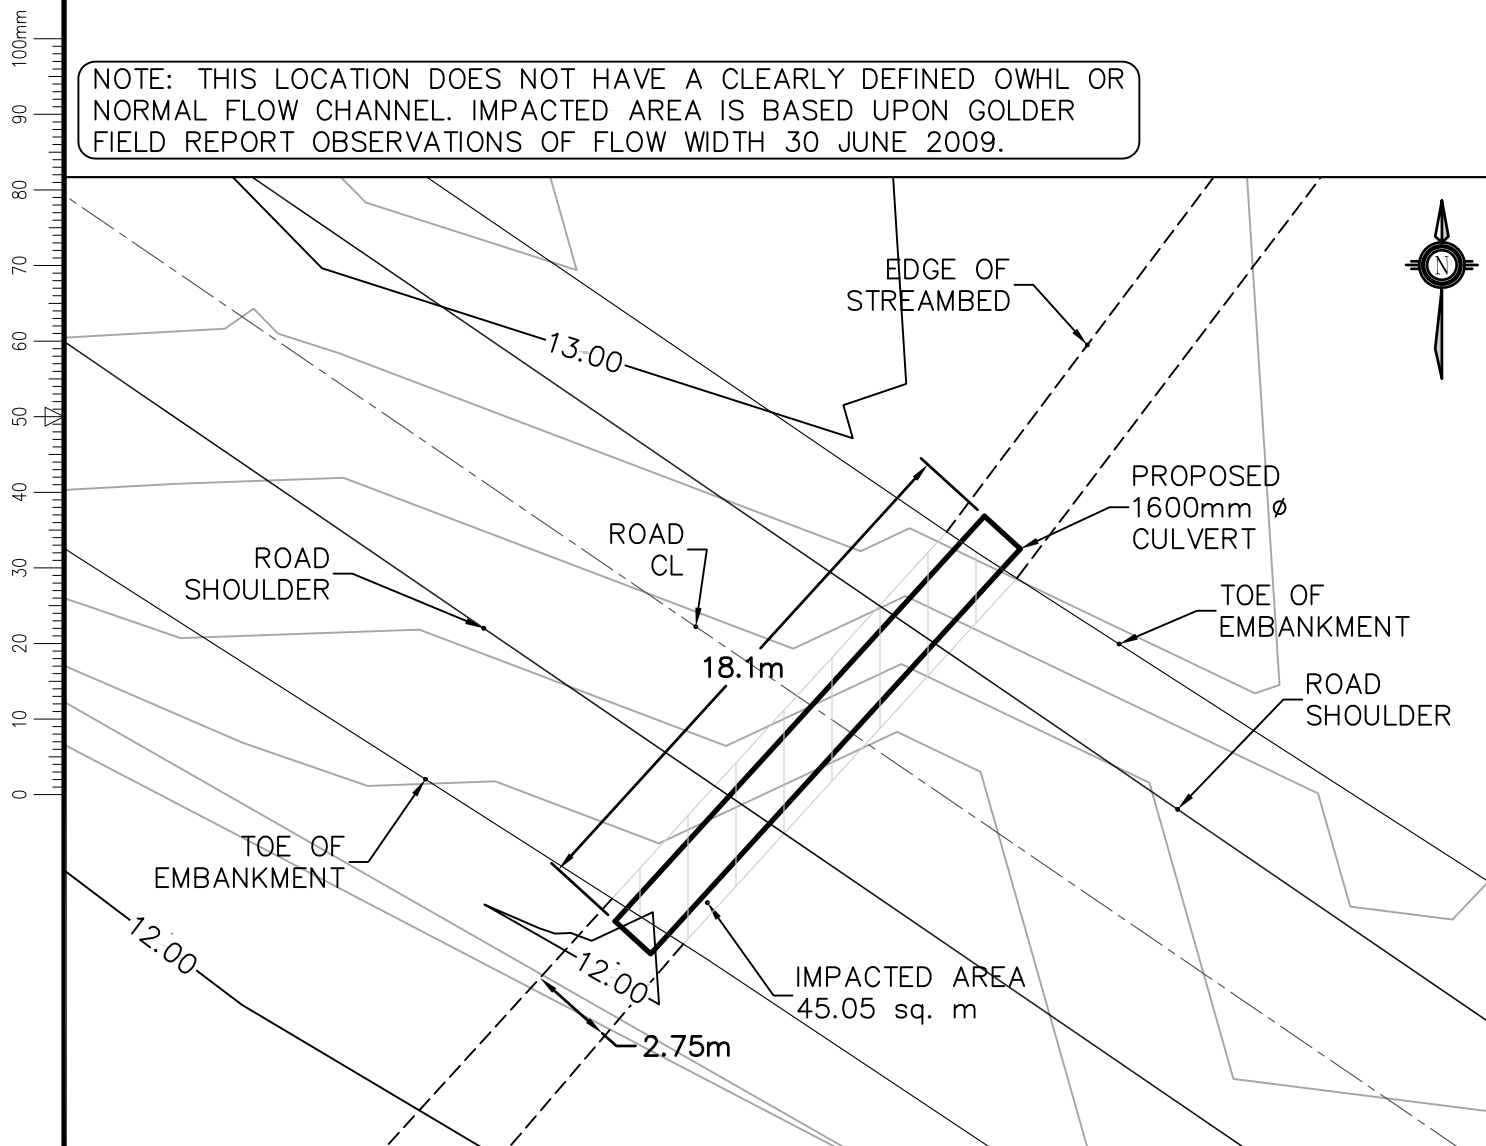 100mm
90
80
70
60
50
40
30
20
10
0
NOTE: THIS LOCATION DOES NOT HAVE A CLEARLY DEFINED OWHL OR
NORMAL FLOW CHANNEL. IMPACTED AREA IS BASED UPON GOLDER
FIELD REPORT OBSERVATIONS OF FLOW WIDTH 30 JUNE 2009.
N
EDGE OF
STREAMBED
13.00
PROPOSED
1600mm ø
CULVERT
ROAD
CL
ROAD
SHOULDER
TOE OF
EMBANKMENT
18.1m
ROAD
SHOULDER
TOE OF
EMBANKMENT
12.00
12.00
IMPACTED AREA
45.05 sq. m
2.75m